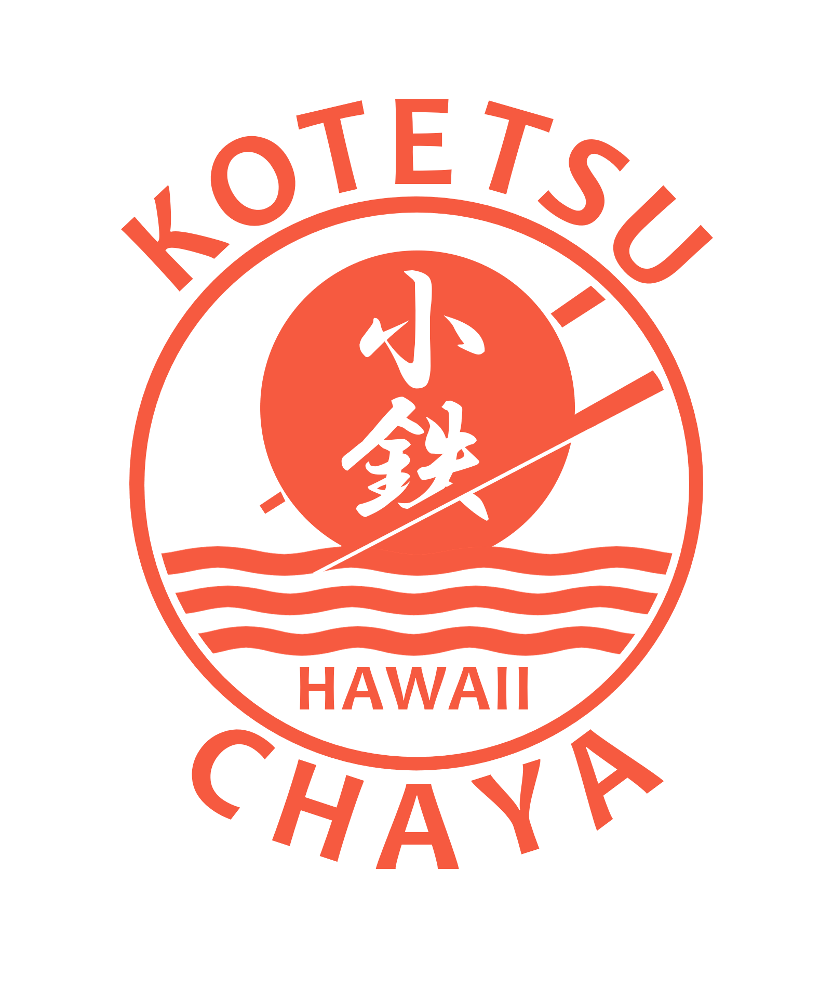 KOTETSU
小
鉄
HAWAII
CHAYA